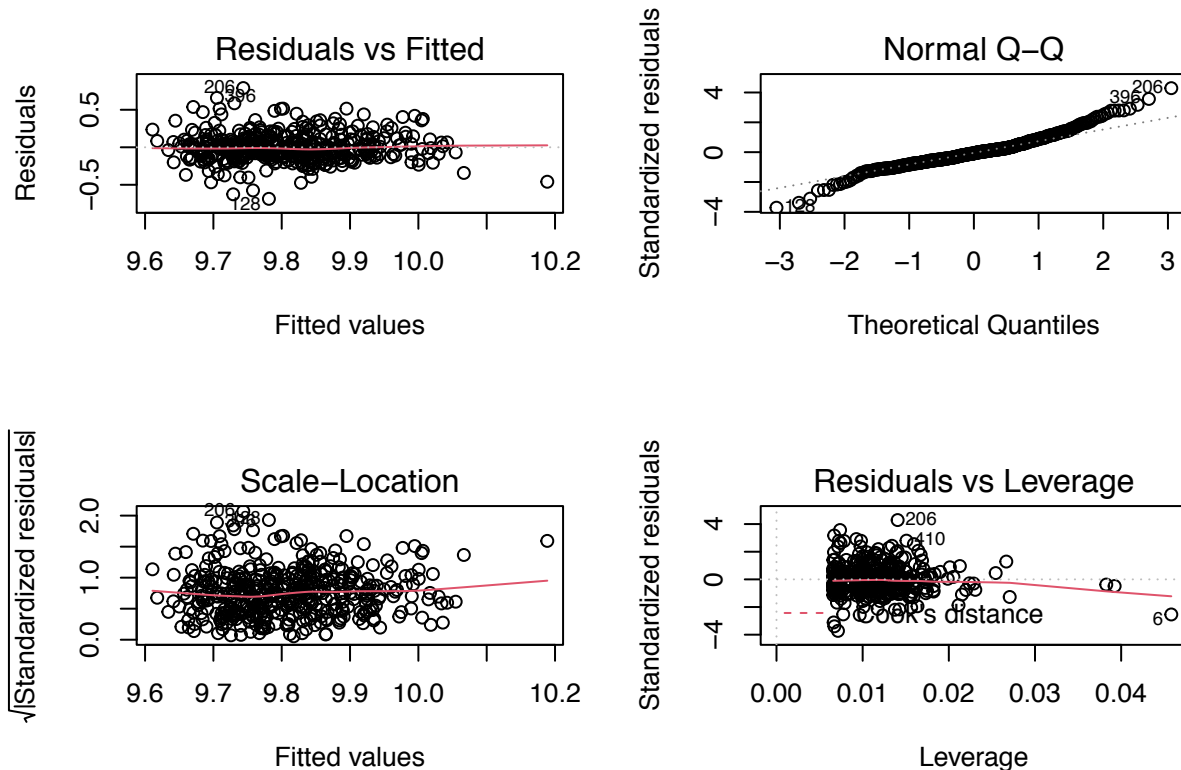 Residuals vs Fitted
Residuals
0.5
−0.5
206
396
128
9.6 9.7 9.8 9.9 10.0 10.2
Fitted values
Normal Q−Q
Standardized residuals
4
0
−4
206
396
128
−3 −2 −1 0 1 2 3
Theoretical Quantiles
Scale−Location
√|Standardized residuals|
2.0
1.0
0.0
206
9.6 9.7 9.8 9.9 10.0 10.2
Fitted values
Residuals vs Leverage
Standardized residuals
4
0
−4
206
410
6
Cook's distance
0.00 0.01 0.02 0.03 0.04
Leverage